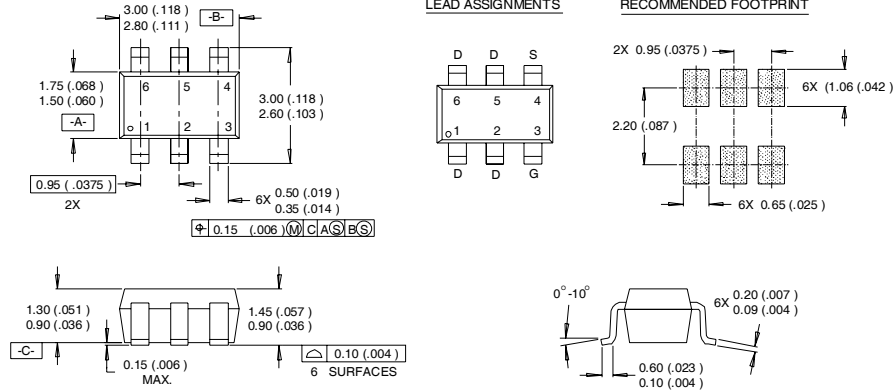 LEAD ASSIGNMENTS
RECOMMENDED FOOTPRINT
3.00 (.118 )
2.80 (.111 )
-B-
1.75 (.068 )
1.50 (.060 )
-A-
6 5 4
1 2 3
3.00 (.118 )
2.60 (.103 )
0.95 ( .0375 )
2X
6X 0.50 (.019 )
0.35 (.014 )
⌖ 0.15 (.006 ) Ⓜ C A Ⓢ B Ⓢ
D D S
6 5 4
1 2 3
D D G
2X 0.95 (.0375 )
6X (1.06 (.042 )
2.20 (.087 )
6X 0.65 (.025 )
1.30 (.051 )
0.90 (.036 )
-C-
0.15 (.006 )
MAX.
1.45 (.057 )
0.90 (.036 )
⌓ 0.10 (.004 )
6 SURFACES
0° -10°
6X 0.20 (.007 )
0.09 (.004 )
0.60 (.023 )
0.10 (.004 )